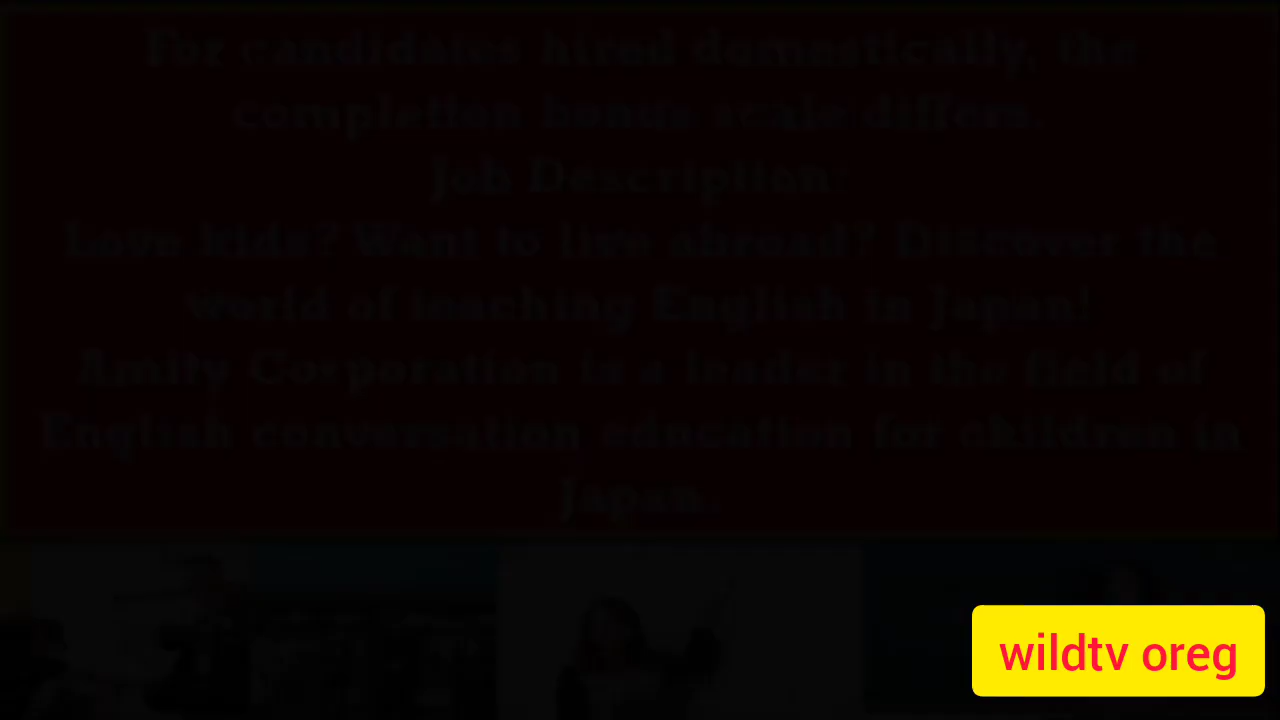 For candidates hired domestically, the
completion bonus scale differs.
Job Description:
Love kids? Want to live abroad? Discover the
world of teaching English in Japan!
Amity Corporation is a leader in the field of
English conversation education for children in
Japan.
wildtv oreg